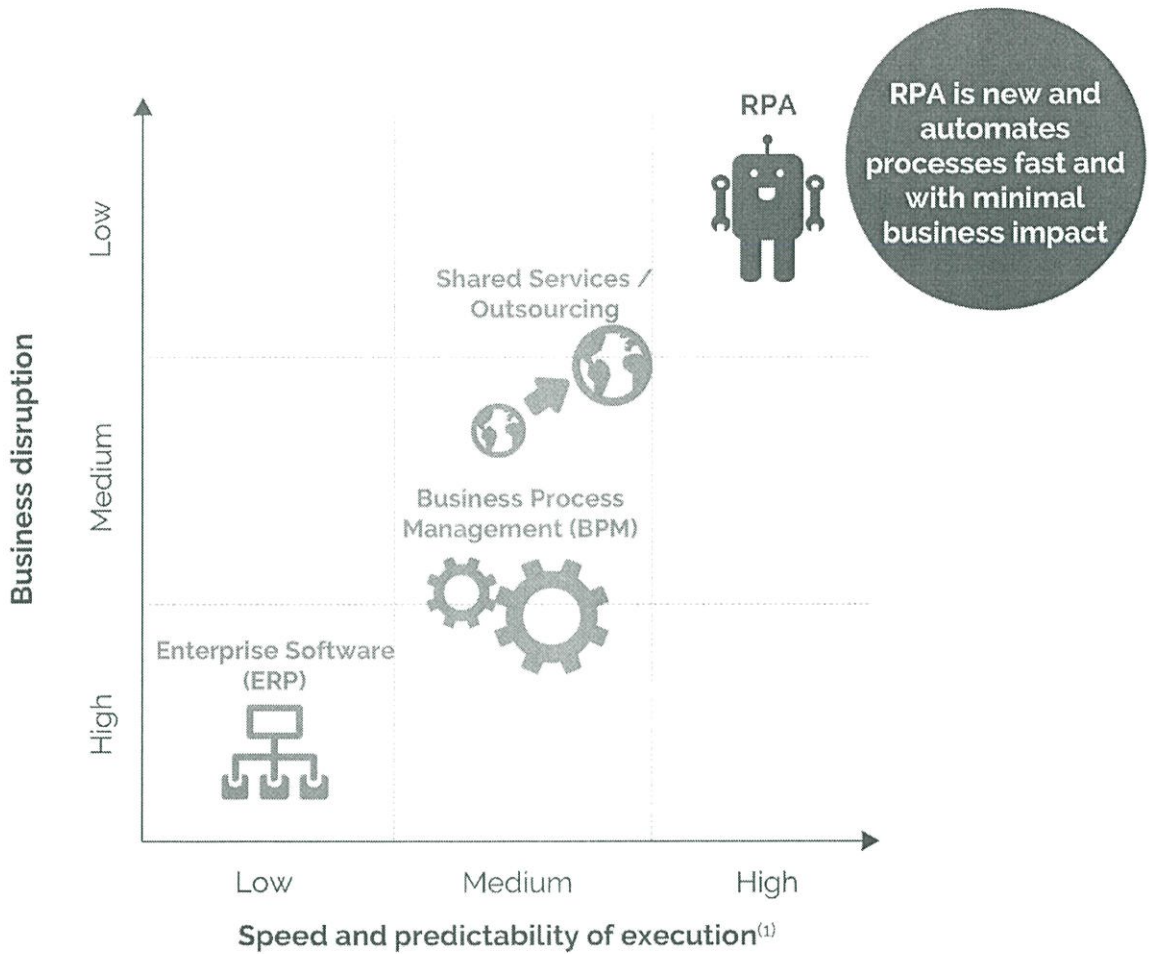 RPA
RPA is new and
automates
processes fast and
with minimal
business impact
Business disruption
Low
Medium
High
Shared Services /
Outsourcing
Business Process
Management (BPM)
Enterprise Software
(ERP)
Low
Medium
High
Speed and predictability of execution(1)